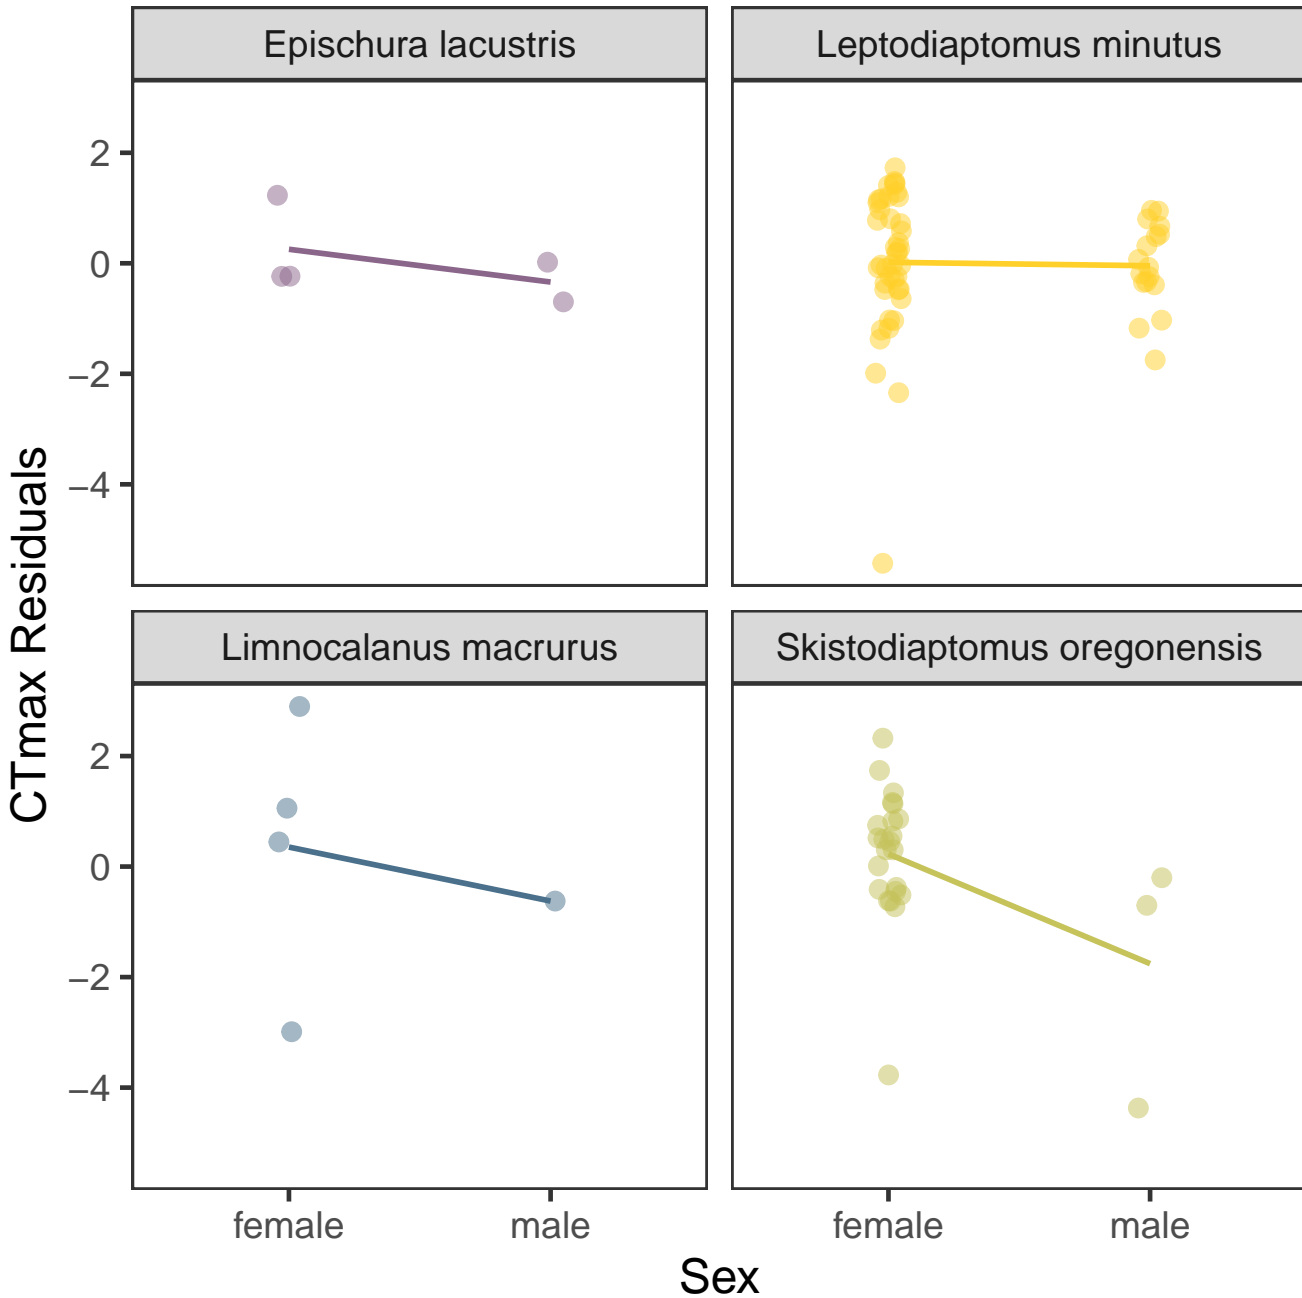 Epischura lacustris
Leptodiaptomus minutus
2
0
−2
−4
CTmax Residuals
Limnocalanus macrurus
Skistodiaptomus oregonensis
2
0
−2
−4
female
male
female
male
Sex